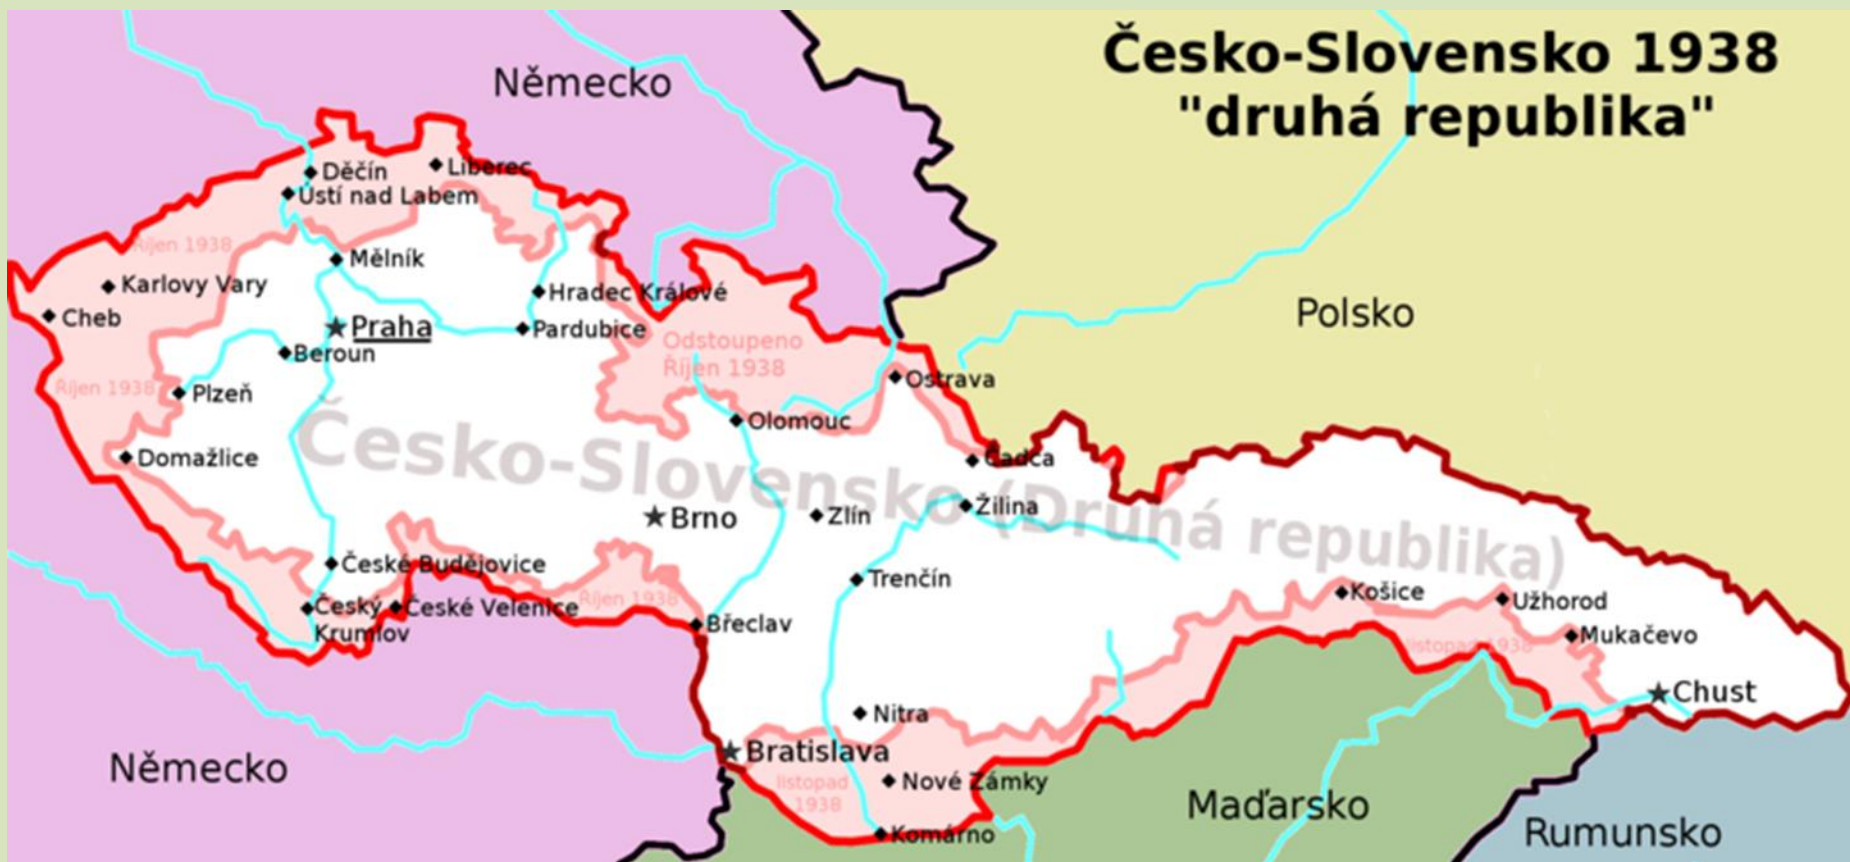 Česko-Slovensko 1938
"druhá republika"
Německo
Děčín
Liberec
Ústí nad Labem
Říjen 1938
Mělník
Karlovy Vary
Hradec Králové
Cheb
Praha
Pardubice
Polsko
Beroun
Odstoupeno
Říjen 1938
Říjen 1938
Plzeň
Ostrava
Olomouc
Domažlice
Čadca
Česko-Slovensko (Druhá republika)
Brno
Zlín
Žilina
České Budějovice
Trenčín
Český
Krumlov
České Velenice
Říjen 1938
Břeclav
Košice
Užhorod
Mukačevo
listopad 1938
Chust
Nitra
Bratislava
Německo
listopad
1938
Nové Zámky
Komárno
Maďarsko
Rumunsko